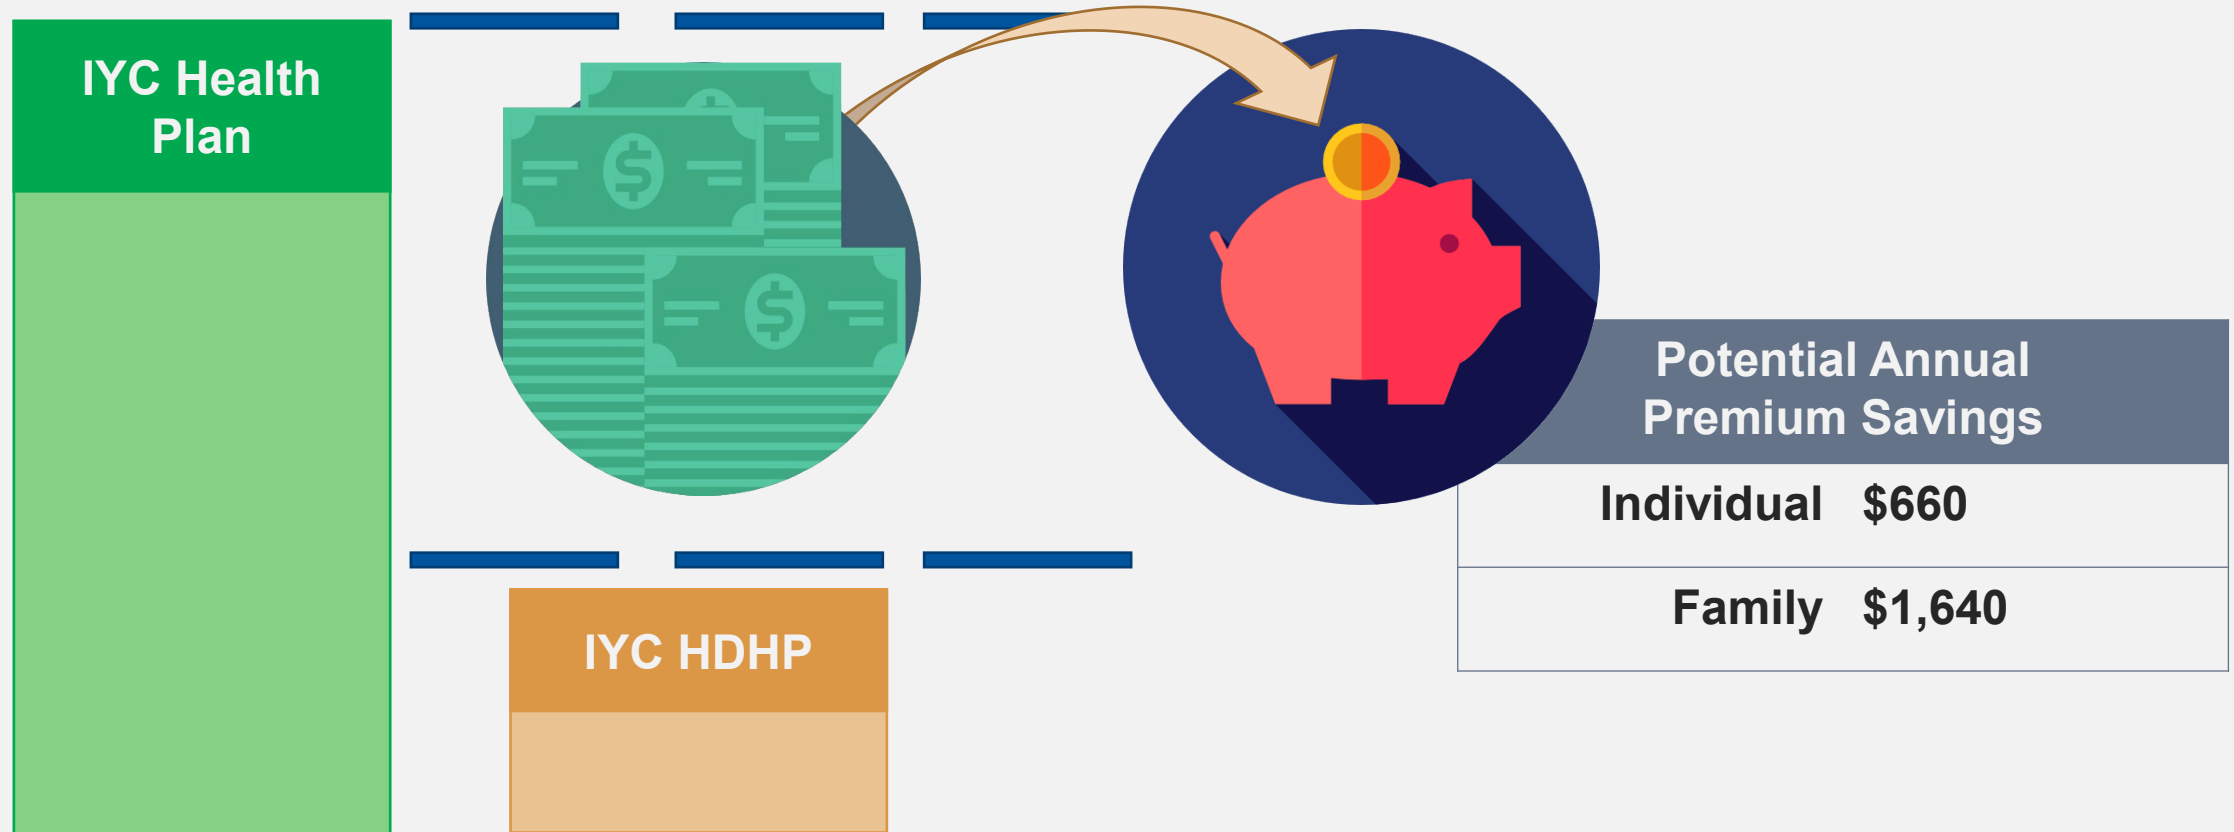 IYC Health
Plan
$
$
Potential Annual
Premium Savings
Individual $660
Family $1,640
IYC HDHP